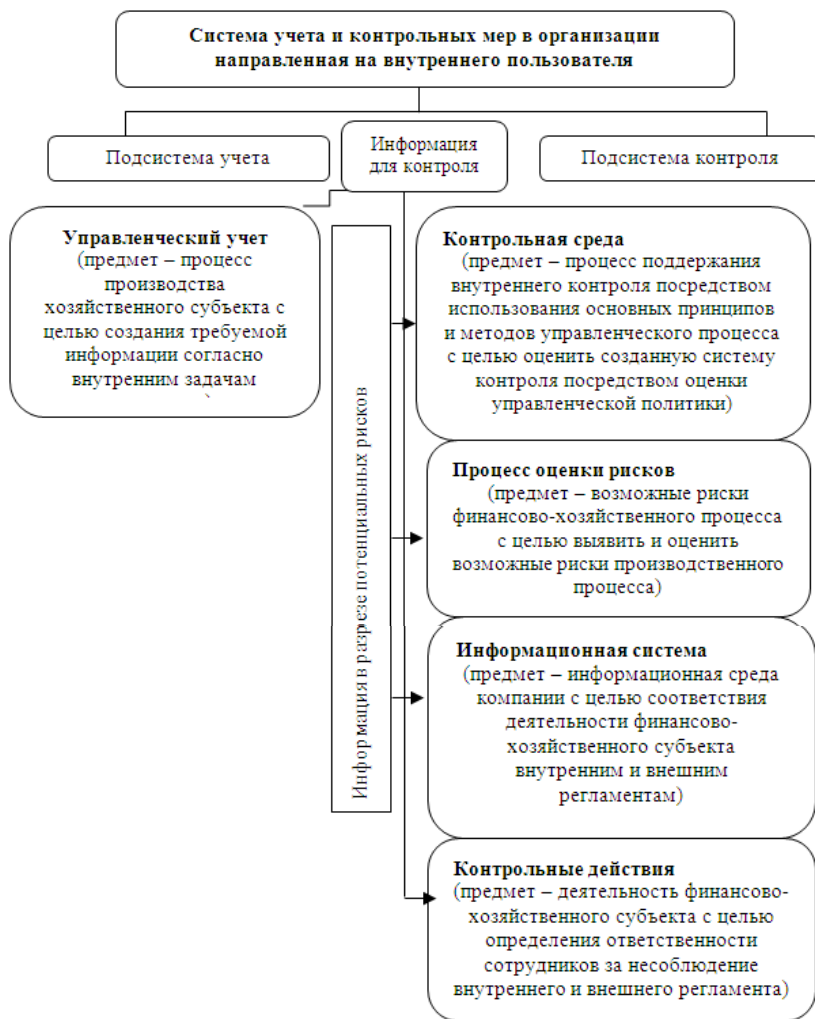 Система учета и контрольных мер в организации
направленная на внутреннего пользователя
Подсистема учета
Информация
для контроля
Подсистема контроля
Управленческий учет
(предмет – процесс
производства
хозяйственного субъекта с
целью создания требуемой
информации согласно
внутренним задачам
Информация в разрезе потенциальных рисков
Контрольная среда
(предмет – процесс поддержания
внутреннего контроля посредством
использования основных принципов
и методов управленческого процесса
с целью оценить созданную систему
контроля посредством оценки
управленческой политики)
Процесс оценки рисков
(предмет – возможные риски
финансово-хозяйственного процесса
с целью выявить и оценить
возможные риски производственного
процесса)
Информационная система
(предмет – информационная среда
компании с целью соответствия
деятельности финансово-
хозяйственного субъекта
внутренним и внешним
регламентам)
Контрольные действия
(предмет – деятельность финансово-
хозяйственного субъекта с целью
определения ответственности
сотрудников за несоблюдение
внутреннего и внешнего регламента)